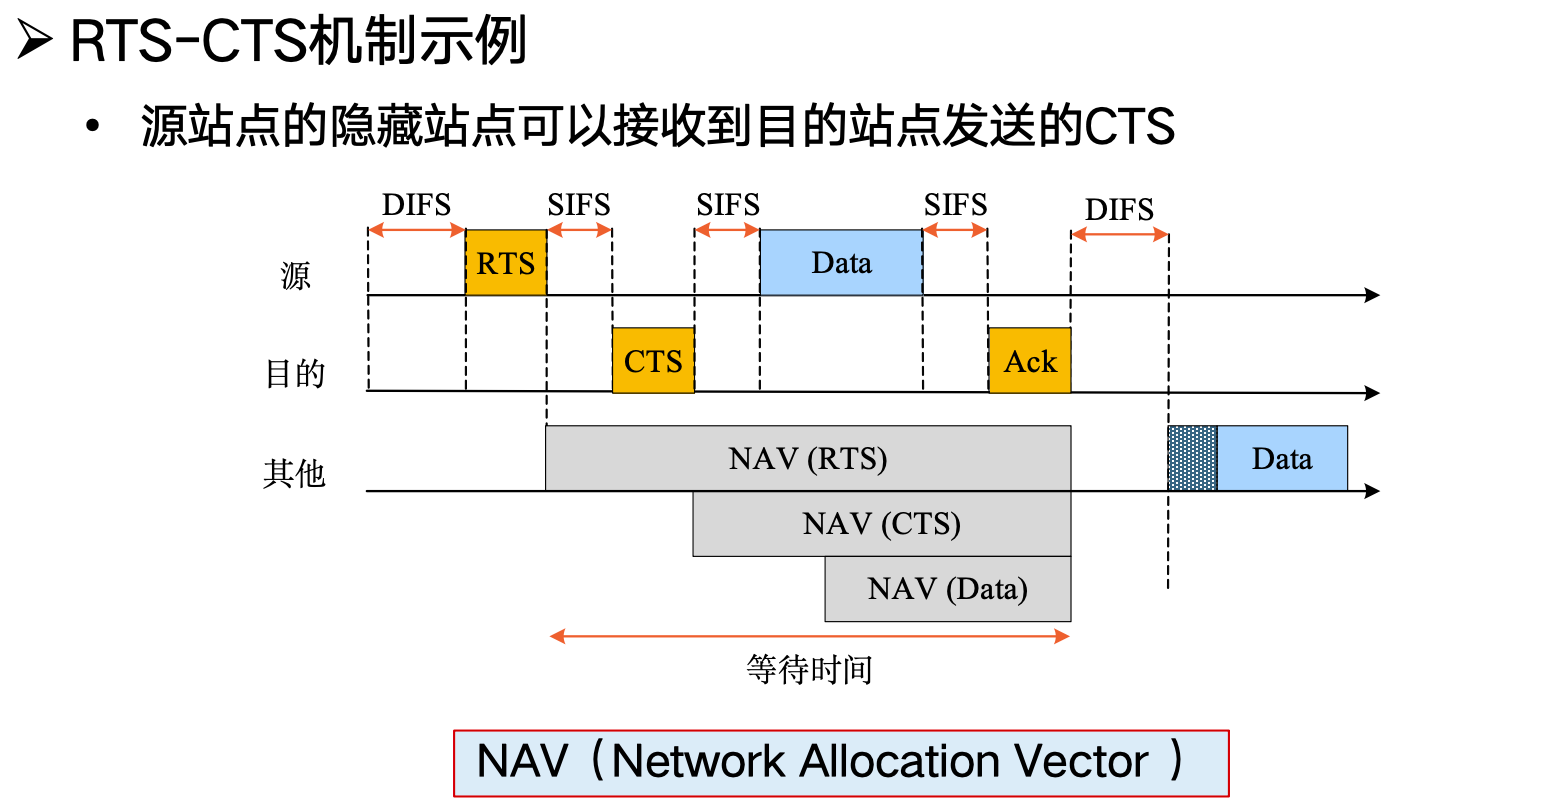 ➢ RTS-CTS机制示例
• 源站点的隐藏站点可以接收到目的站点发送的CTS
DIFS SIFS SIFS SIFS DIFS
源 RTS Data
目的 CTS Ack
其他 NAV (RTS) Data
NAV (CTS)
NAV (Data)
等待时间
NAV（Network Allocation Vector ）